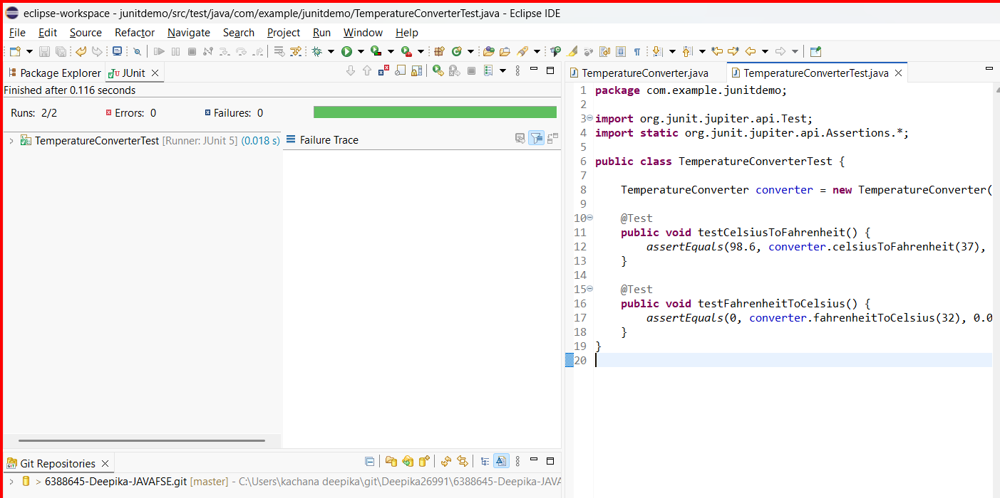 eclipse-workspace - junitdemo/src/test/java/com/example/junitdemo/TemperatureConverterTest.java - Eclipse IDE
File Edit Source Refactor Navigate Search Project Run Window Help
Package Explorer JUnit
Finished after 0.116 seconds
Runs: 2/2 Errors: 0 Failures: 0
TemperatureConverterTest [Runner: JUnit 5] (0.018 s)
Failure Trace
TemperatureConverter.java TemperatureConverterTest.java
1 package com.example.junitdemo;
2
3 import org.junit.jupiter.api.Test;
4 import static org.junit.jupiter.api.Assertions.*;
5
6 public class TemperatureConverterTest {
7
8 TemperatureConverter converter = new TemperatureConverter(
9
10 @Test
11 public void testCelsiusToFahrenheit() {
12 assertEquals(98.6, converter.celsiusToFahrenheit(37),
13 }
14
15 @Test
16 public void testFahrenheitToCelsius() {
17 assertEquals(0, converter.fahrenheitToCelsius(32), 0.0
18 }
19 }
20
Git Repositories
> 6388645-Deepika-JAVAFSE.git [master] - C:\Users\kachana deepika\git\Deepika26991\6388645-Deepika-JAVA